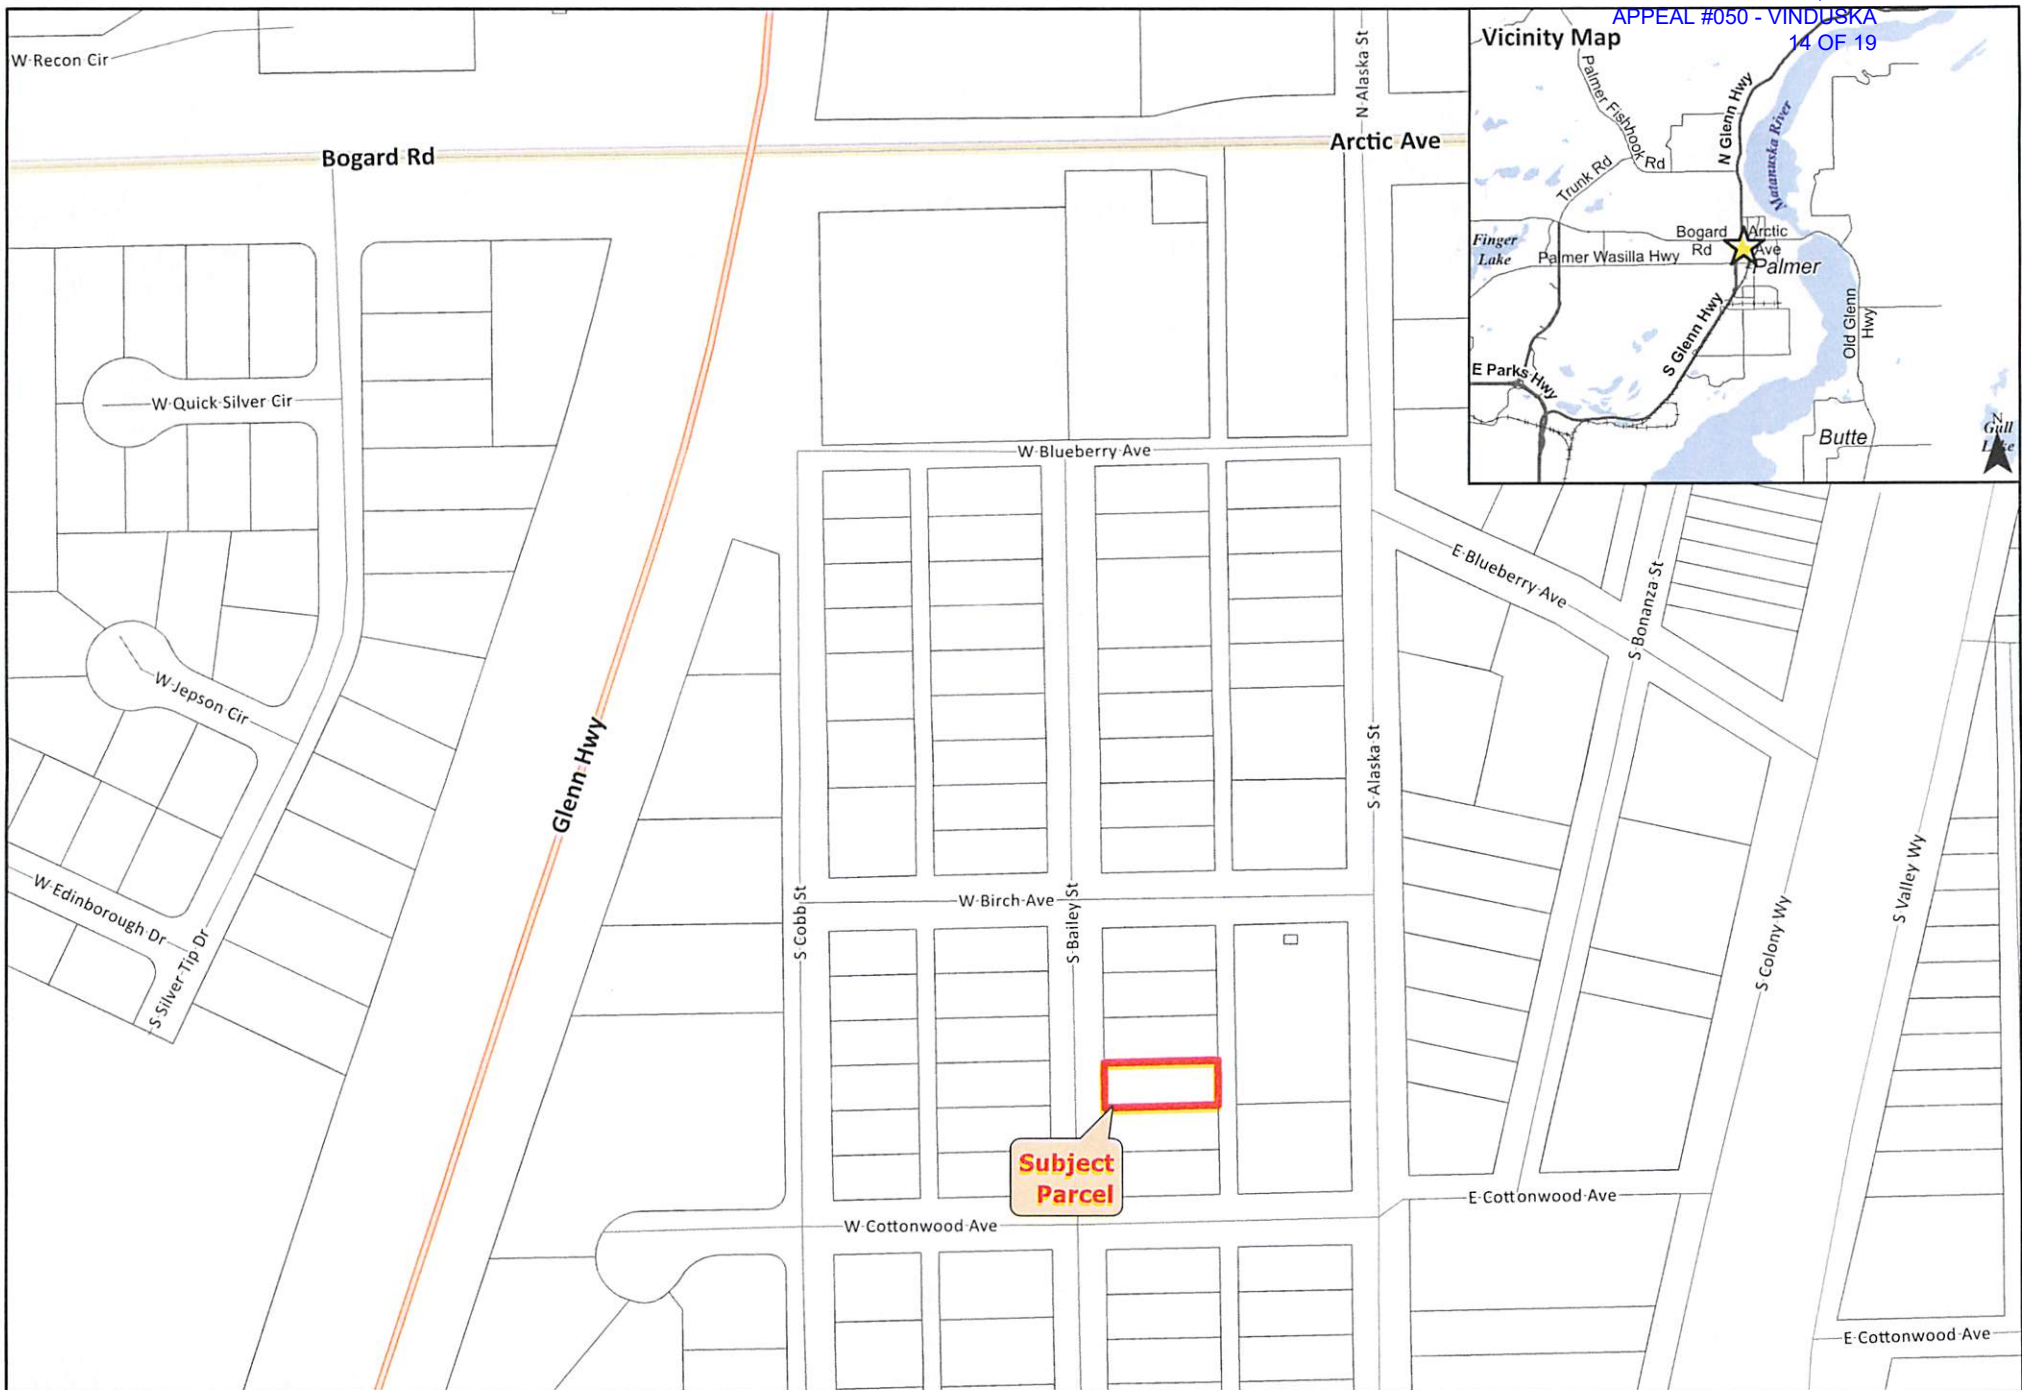 APPEAL #050 - VINDUSKA
14 OF 19
Vicinity Map
Palmer Fishhook Rd
Trunk Rd
N Glenn Hwy
Matanuska River
Finger
Lake
Bogard
Rd
Arctic
Ave
Palmer Wasilla Hwy
Palmer
S Glenn Hwy
Old Glenn
Hwy
E Parks Hwy
Butte
N
Gull
Lake
W Recon Cir
Bogard Rd
Arctic Ave
N Alaska St
W Quick Silver Cir
W Blueberry Ave
E Blueberry Ave
S Bonanza St
W Jepson Cir
Glenn Hwy
S Alaska St
W Edinborough Dr
S Silver Tip Dr
S Cobb St
W Birch Ave
S Bailey St
S Colony Wy
S Valley Wy
Subject
Parcel
W Cottonwood Ave
E Cottonwood Ave
E Cottonwood Ave